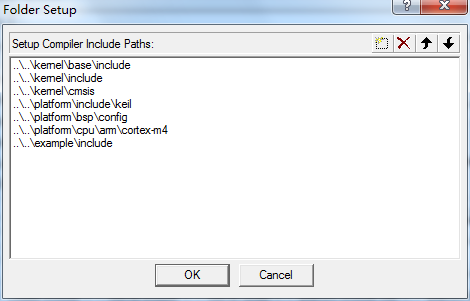 Folder Setup
Setup Compiler Include Paths:
..\..\kernel\base\include
..\..\kernel\include
..\..\kernel\cmsis
..\..\platform\include\keil
..\..\platform\bsp\config
..\..\platform\cpu\arm\cortex-m4
..\..\example\include
OK
Cancel